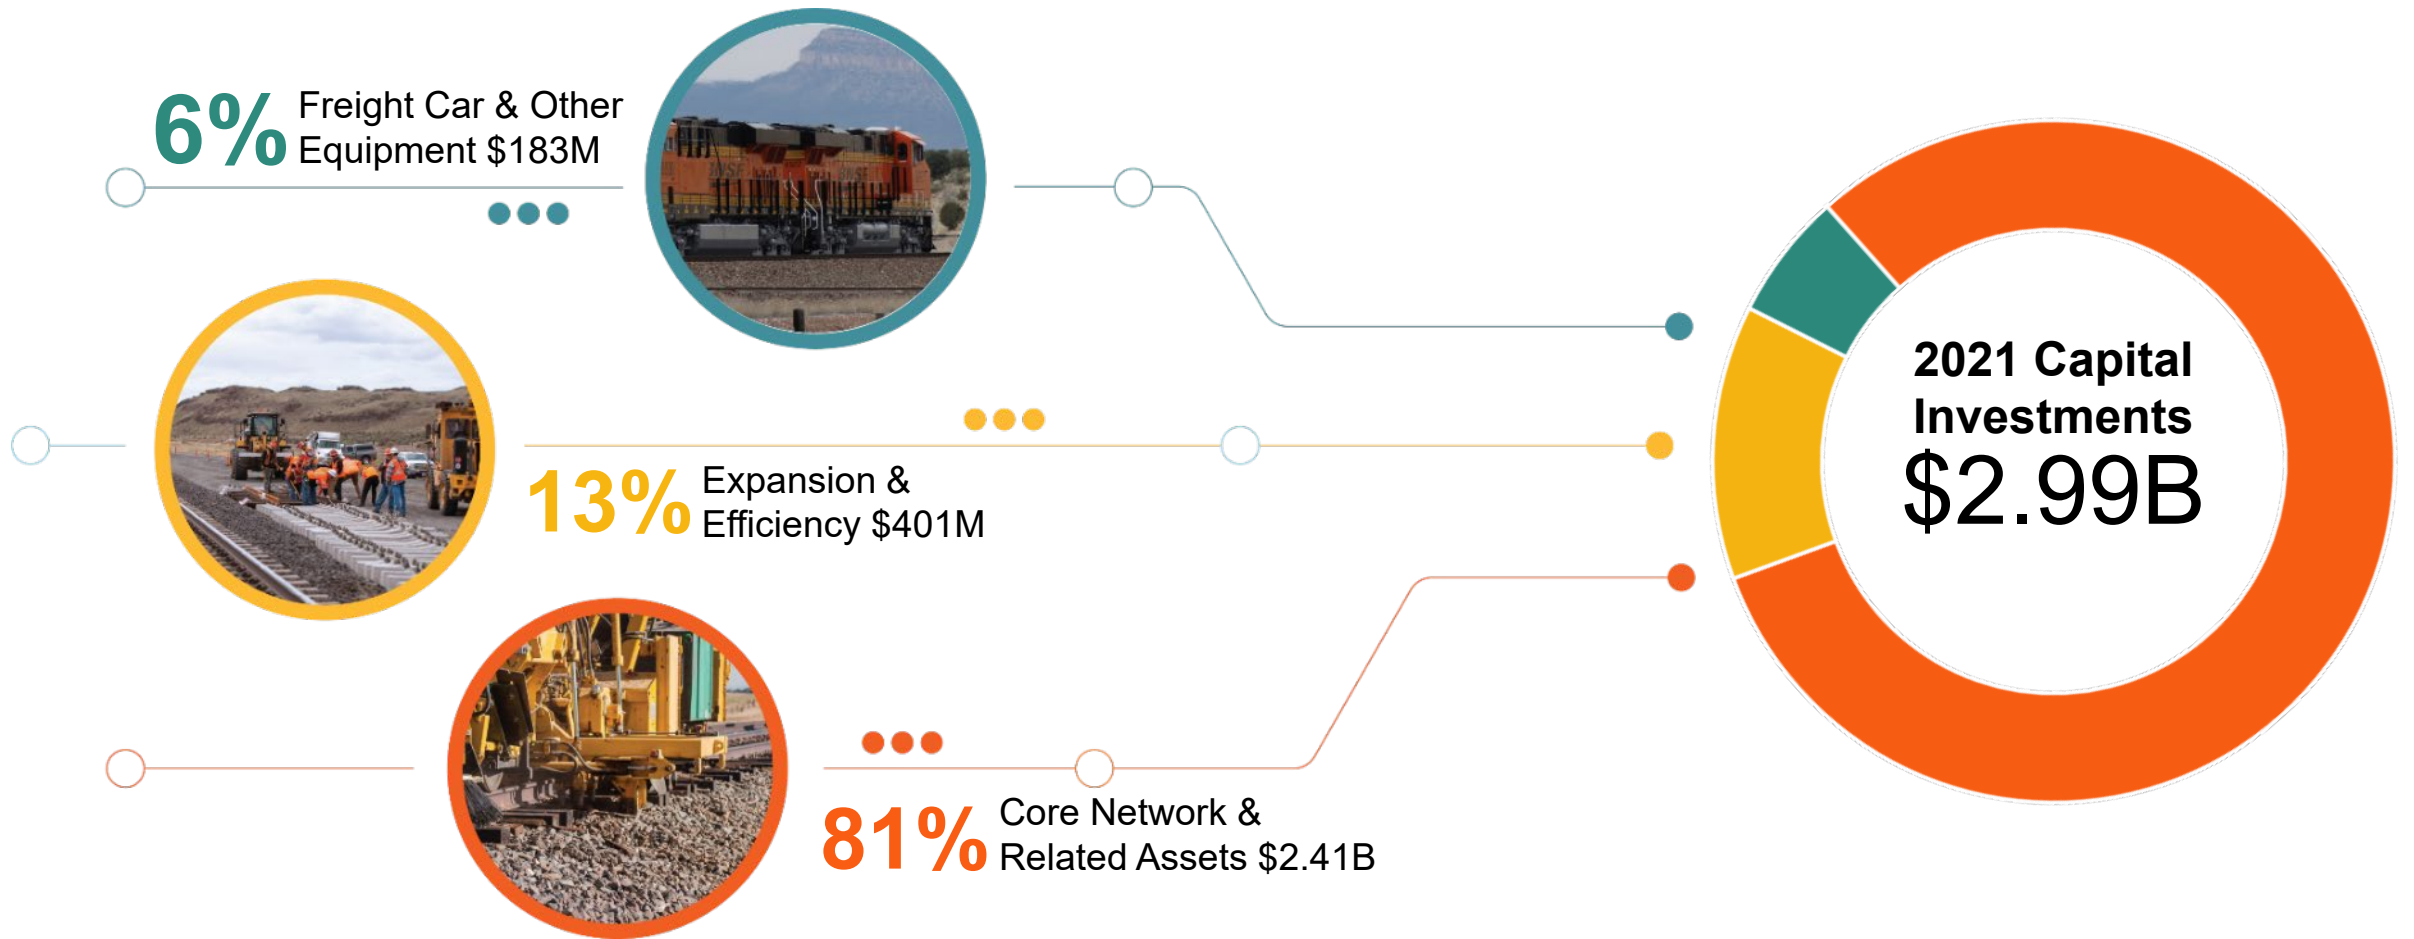 6%
Freight Car & Other
Equipment $183M
13%
Expansion &
Efficiency $401M
81%
Core Network &
Related Assets $2.41B
2021 Capital
Investments
$2.99B